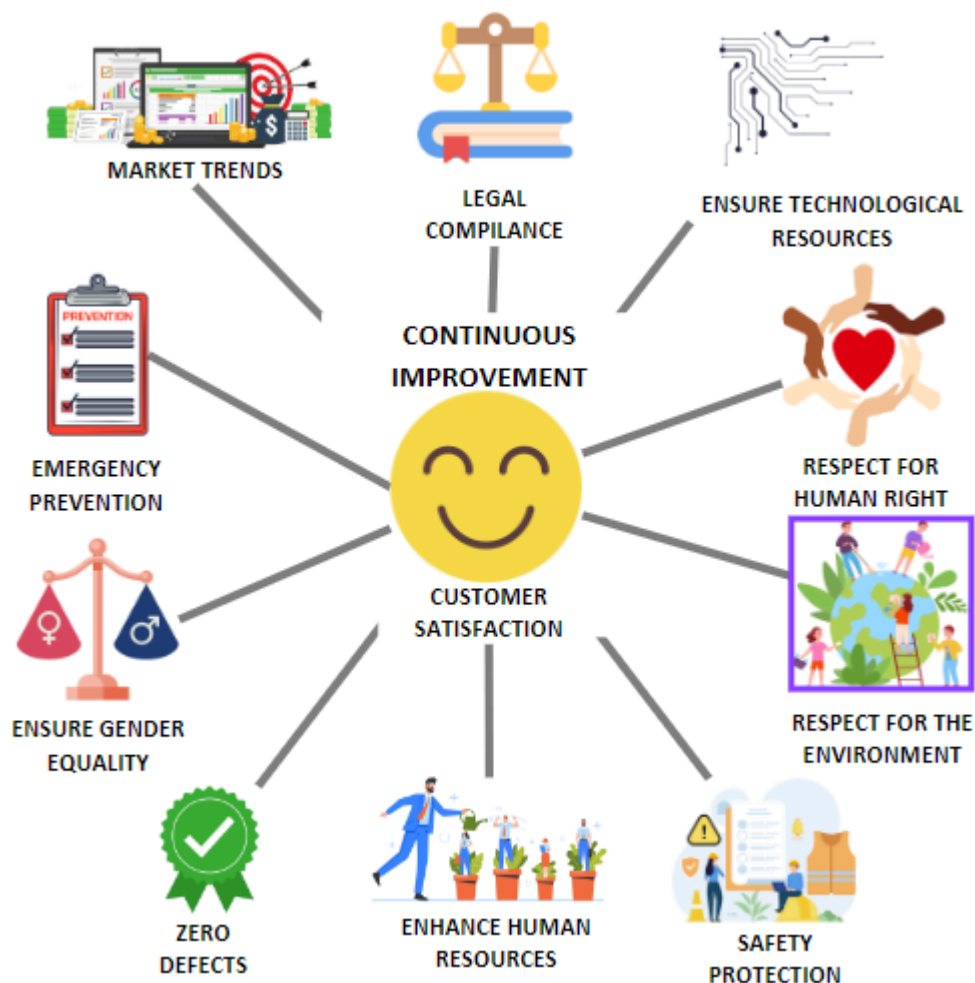 MARKET TRENDS
LEGAL
COMPILANCE
ENSURE TECHNOLOGICAL
RESOURCES
PREVENTION
EMERGENCY
PREVENTION
CONTINUOUS
IMPROVEMENT
RESPECT FOR
HUMAN RIGHT
CUSTOMER
SATISFACTION
ENSURE GENDER
EQUALITY
RESPECT FOR THE
ENVIRONMENT
ZERO
DEFECTS
ENHANCE HUMAN
RESOURCES
SAFETY
PROTECTION